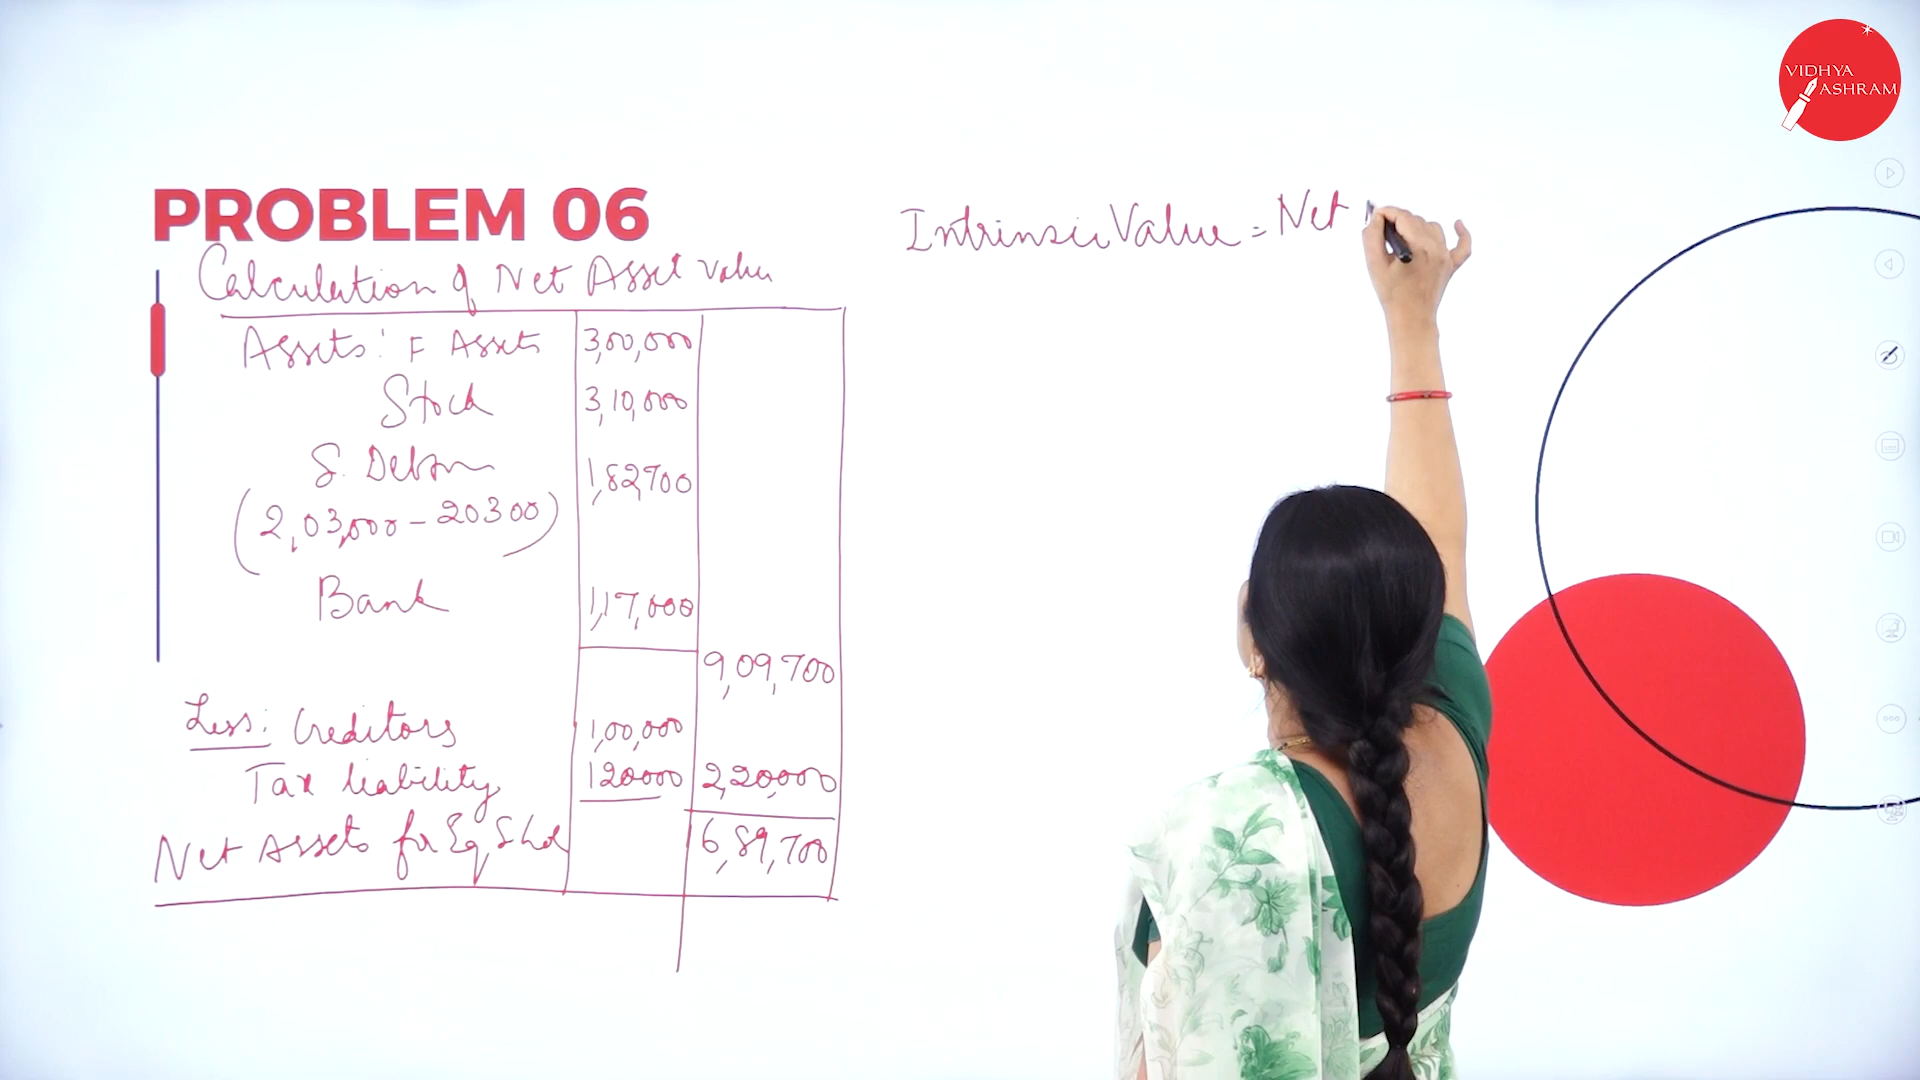 VIDHYA
ASHRAM
PROBLEM 06
Calculation of Net Asset Value
Assets: F Assets 3,00,000
Stock 3,10,000
S. Debtors 1,82,700
(2,03,000 - 20300)
Bank 1,17,000
9,09,700
Less: Creditors 1,00,000
Tax liability 120000 2,20,000
Net Assets for Eq, S Hol 6,89,700
Intrinsic Value = Net